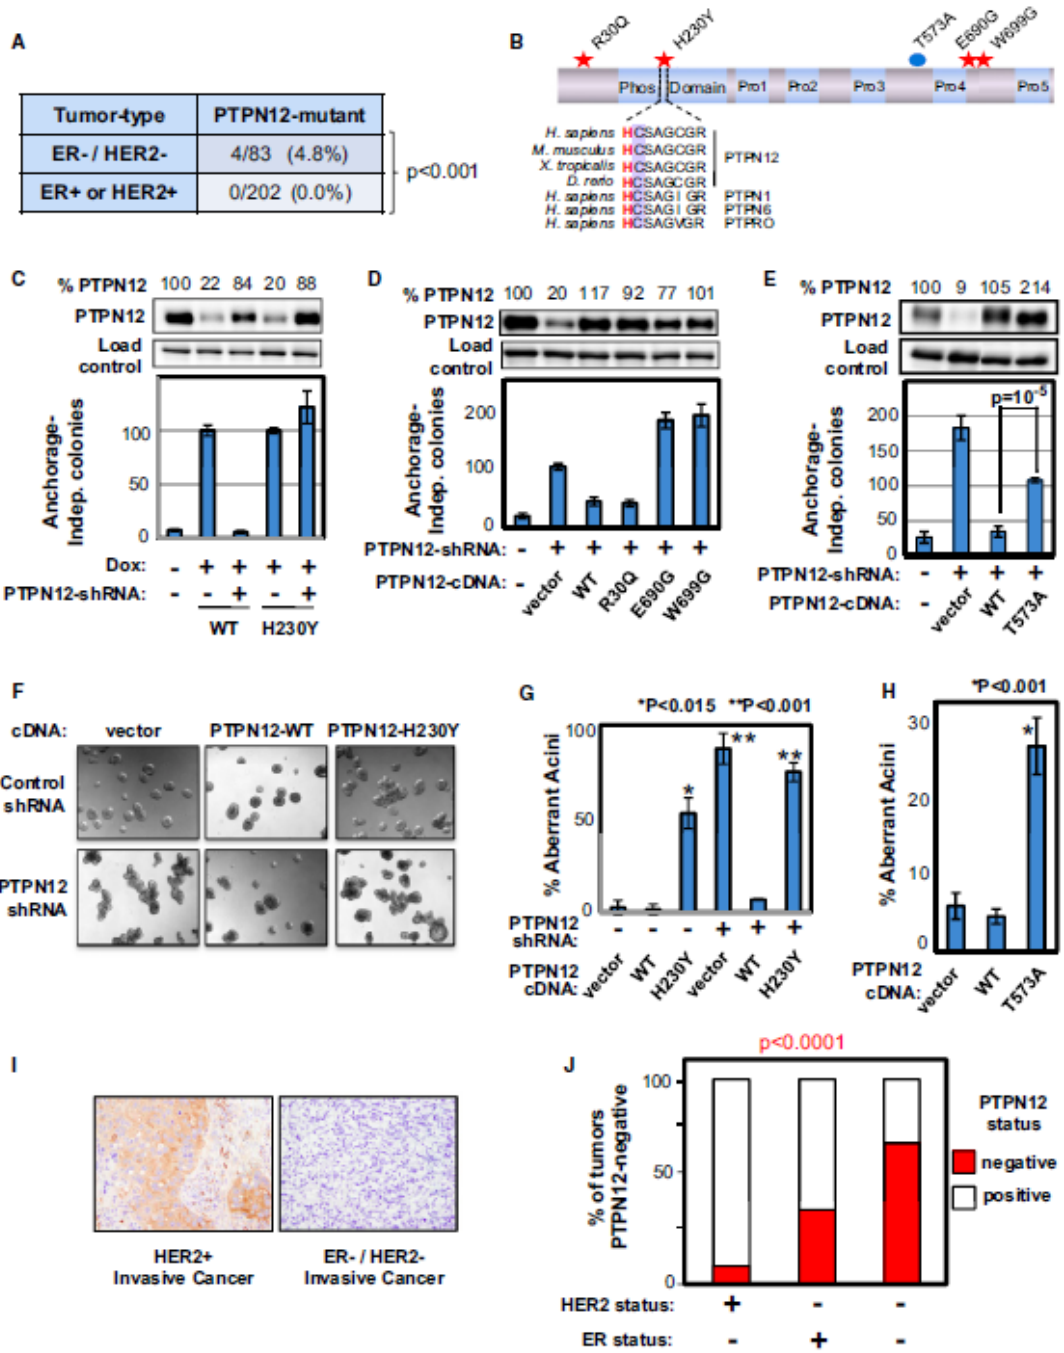 A
Tumor-type PTPN12-mutant
ER- / HER2- 4/83 (4.8%)
ER+ or HER2+ 0/202 (0.0%)
p<0.001
B
R30Q H230Y T573A E690G W699G
Phos Domain Pro1 Pro2 Pro3 Pro4 Pro5
H. sapiens HCSAGCGR
M. musculus HCSAGCGR
X. tropicalis HCSAGCGR
D. rerio HCSAGCGR
PTPN12
H. sapiens HCSAGIGR PTPN1
H. sapiens HCSAGIGR PTPN6
H. sapiens HCSAGVGR PTPRO
C
% PTPN12 100 22 84 20 88
PTPN12
Load
control
Anchorage-
Indep. colonies
100
50
0
Dox: - + + + +
PTPN12-shRNA: - - + - +
WT H230Y
D
% PTPN12 100 20 117 92 77 101
PTPN12
Load
control
Anchorage-
Indep. colonies
200
100
0
PTPN12-shRNA: - + + + + +
PTPN12-cDNA: - vector WT R30Q E690G W699G
E
% PTPN12 100 9 105 214
PTPN12
Load
control
Anchorage-
Indep. colonies
p=10-5
200
150
100
50
0
PTPN12-shRNA: - + + +
PTPN12-cDNA: - vector WT T573A
F
cDNA: vector PTPN12-WT PTPN12-H230Y
Control
shRNA
PTPN12
shRNA
G
*P<0.015 **P<0.001
% Aberrant Acini
100
50
0
* ** **
PTPN12
shRNA: - - - + + +
PTPN12
cDNA: vector WT H230Y vector WT H230Y
H
*P<0.001
% Aberrant Acini
30
20
10
0
*
PTPN12
cDNA: vector WT T573A
I
HER2+
Invasive Cancer
ER- / HER2-
Invasive Cancer
J
p<0.0001
% of tumors
PTPN12-negative
100
50
0
PTPN12
status
negative
positive
HER2 status: + - -
ER status: - + -